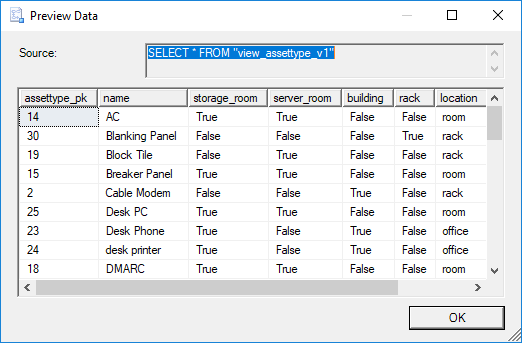 Preview Data
Source:
SELECT * FROM "view_assettype_v1"
assettype_pk name storage_room server_room building rack location
14 AC True True False False room
30 Blanking Panel False False False True rack
19 Block Tile False True False False room
15 Breaker Panel True True False False room
2 Cable Modem False False True False rack
25 Desk PC True True True False room
23 Desk Phone True False True False office
24 desk printer True False True False office
18 DMARC True True False False room
OK